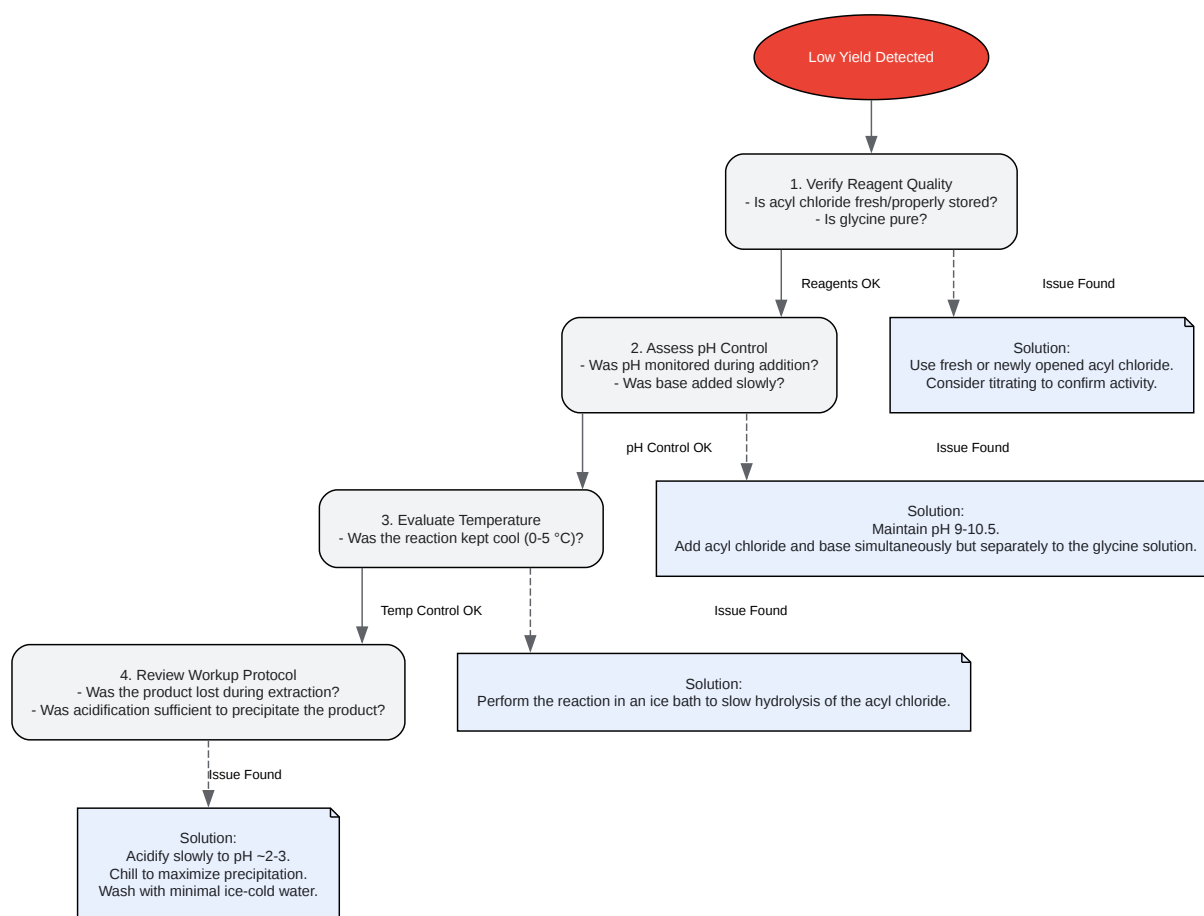 Low Yield Detected
1. Verify Reagent Quality
- Is acyl chloride fresh/properly stored?
- Is glycine pure?
Reagents OK
Issue Found
2. Assess pH Control
- Was pH monitored during addition?
- Was base added slowly?
Solution:
Use fresh or newly opened acyl chloride.
Consider titrating to confirm activity.
pH Control OK
Issue Found
3. Evaluate Temperature
- Was the reaction kept cool (0-5 °C)?
Solution:
Maintain pH 9-10.5.
Add acyl chloride and base simultaneously but separately to the glycine solution.
Temp Control OK
Issue Found
4. Review Workup Protocol
- Was the product lost during extraction?
- Was acidification sufficient to precipitate the product?
Solution:
Perform the reaction in an ice bath to slow hydrolysis of the acyl chloride.
Issue Found
Solution:
Acidify slowly to pH ~2-3.
Chill to maximize precipitation.
Wash with minimal ice-cold water.